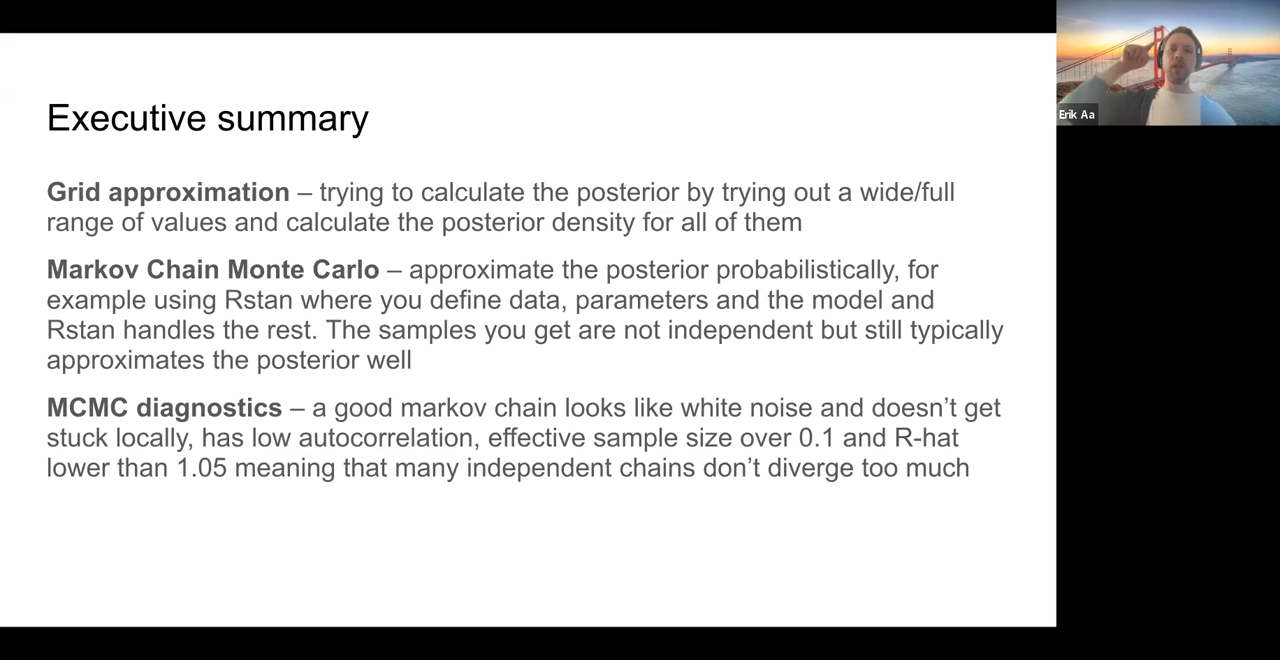 Executive summary
Grid approximation – trying to calculate the posterior by trying out a wide/full
range of values and calculate the posterior density for all of them
Markov Chain Monte Carlo – approximate the posterior probabilistically, for
example using Rstan where you define data, parameters and the model and
Rstan handles the rest. The samples you get are not independent but still typically
approximates the posterior well
MCMC diagnostics – a good markov chain looks like white noise and doesn’t get
stuck locally, has low autocorrelation, effective sample size over 0.1 and R-hat
lower than 1.05 meaning that many independent chains don’t diverge too much
Erik Aa